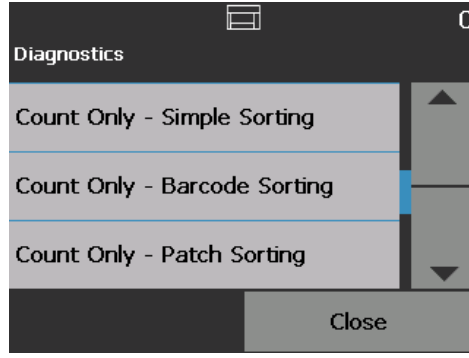 Diagnostics
Count Only - Simple Sorting
Count Only - Barcode Sorting
Count Only - Patch Sorting
Close